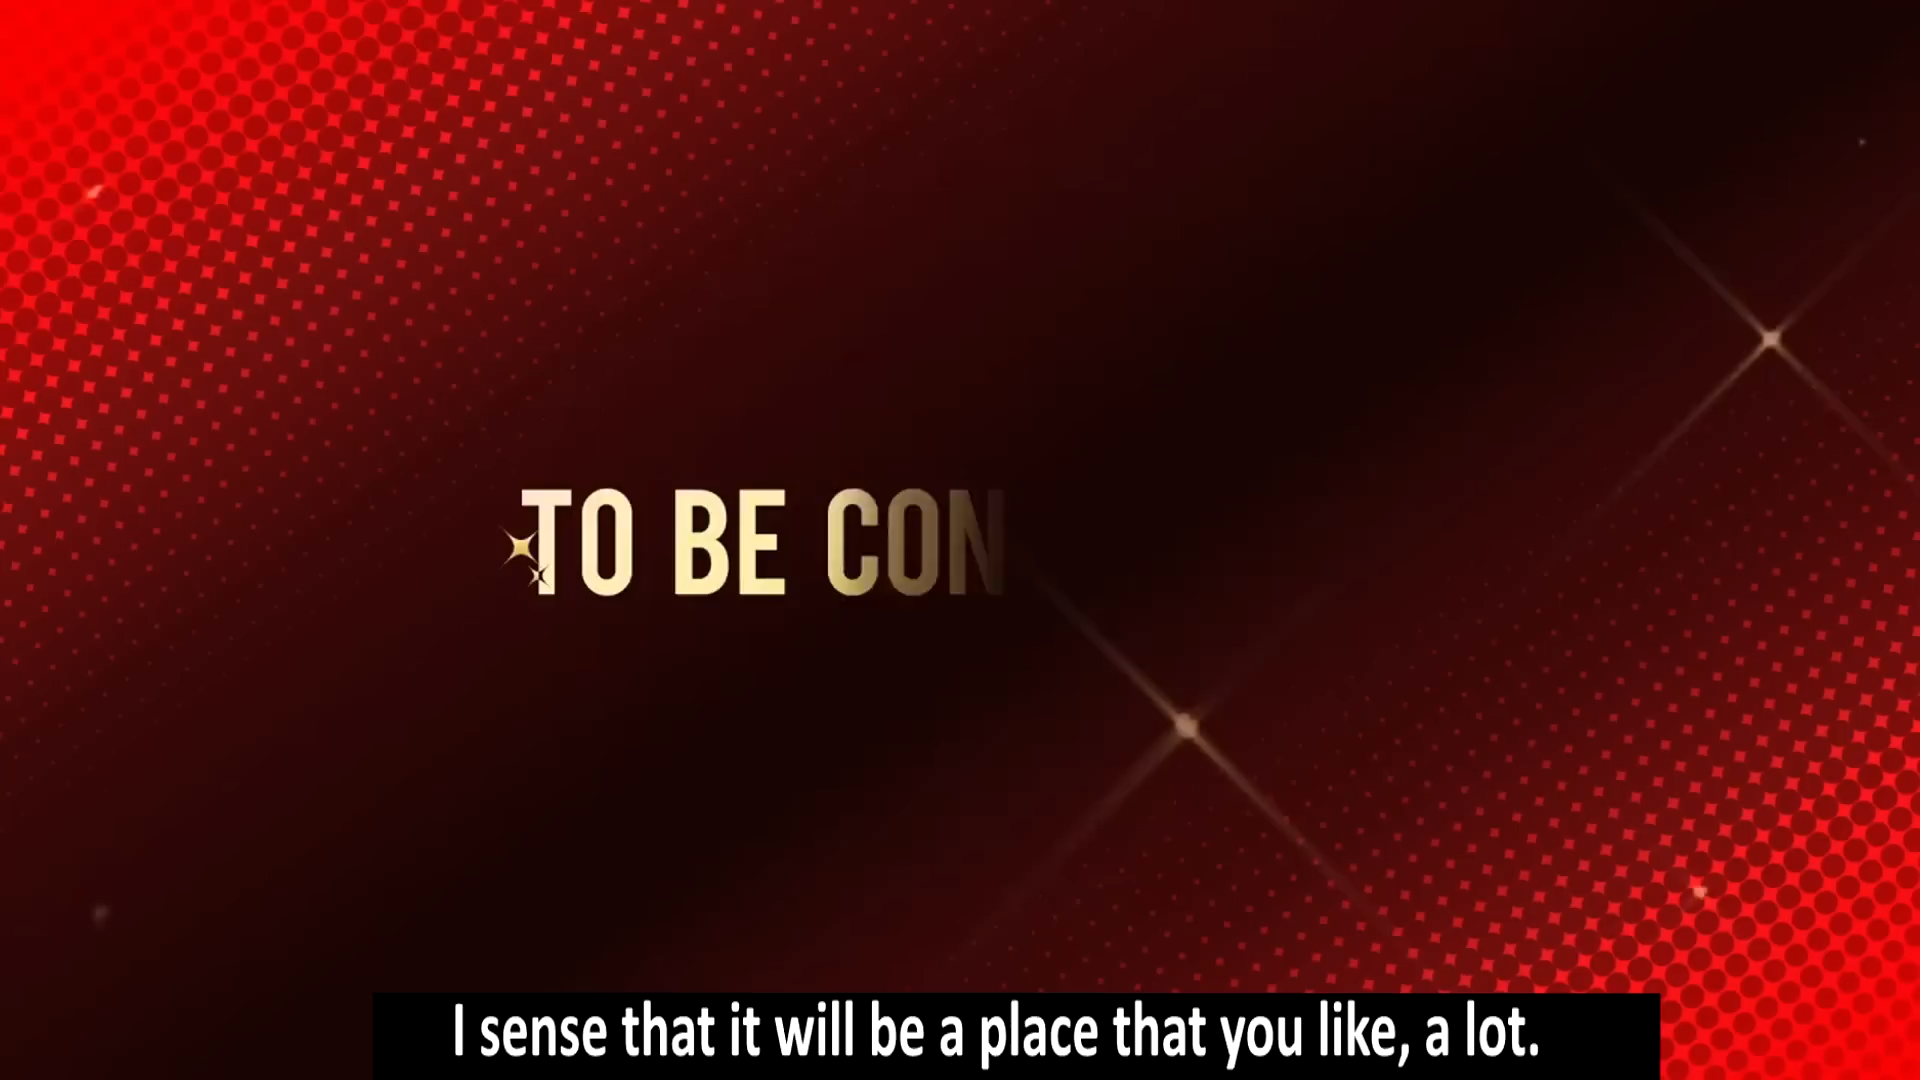 TO BE CON
I sense that it will be a place that you like, a lot.